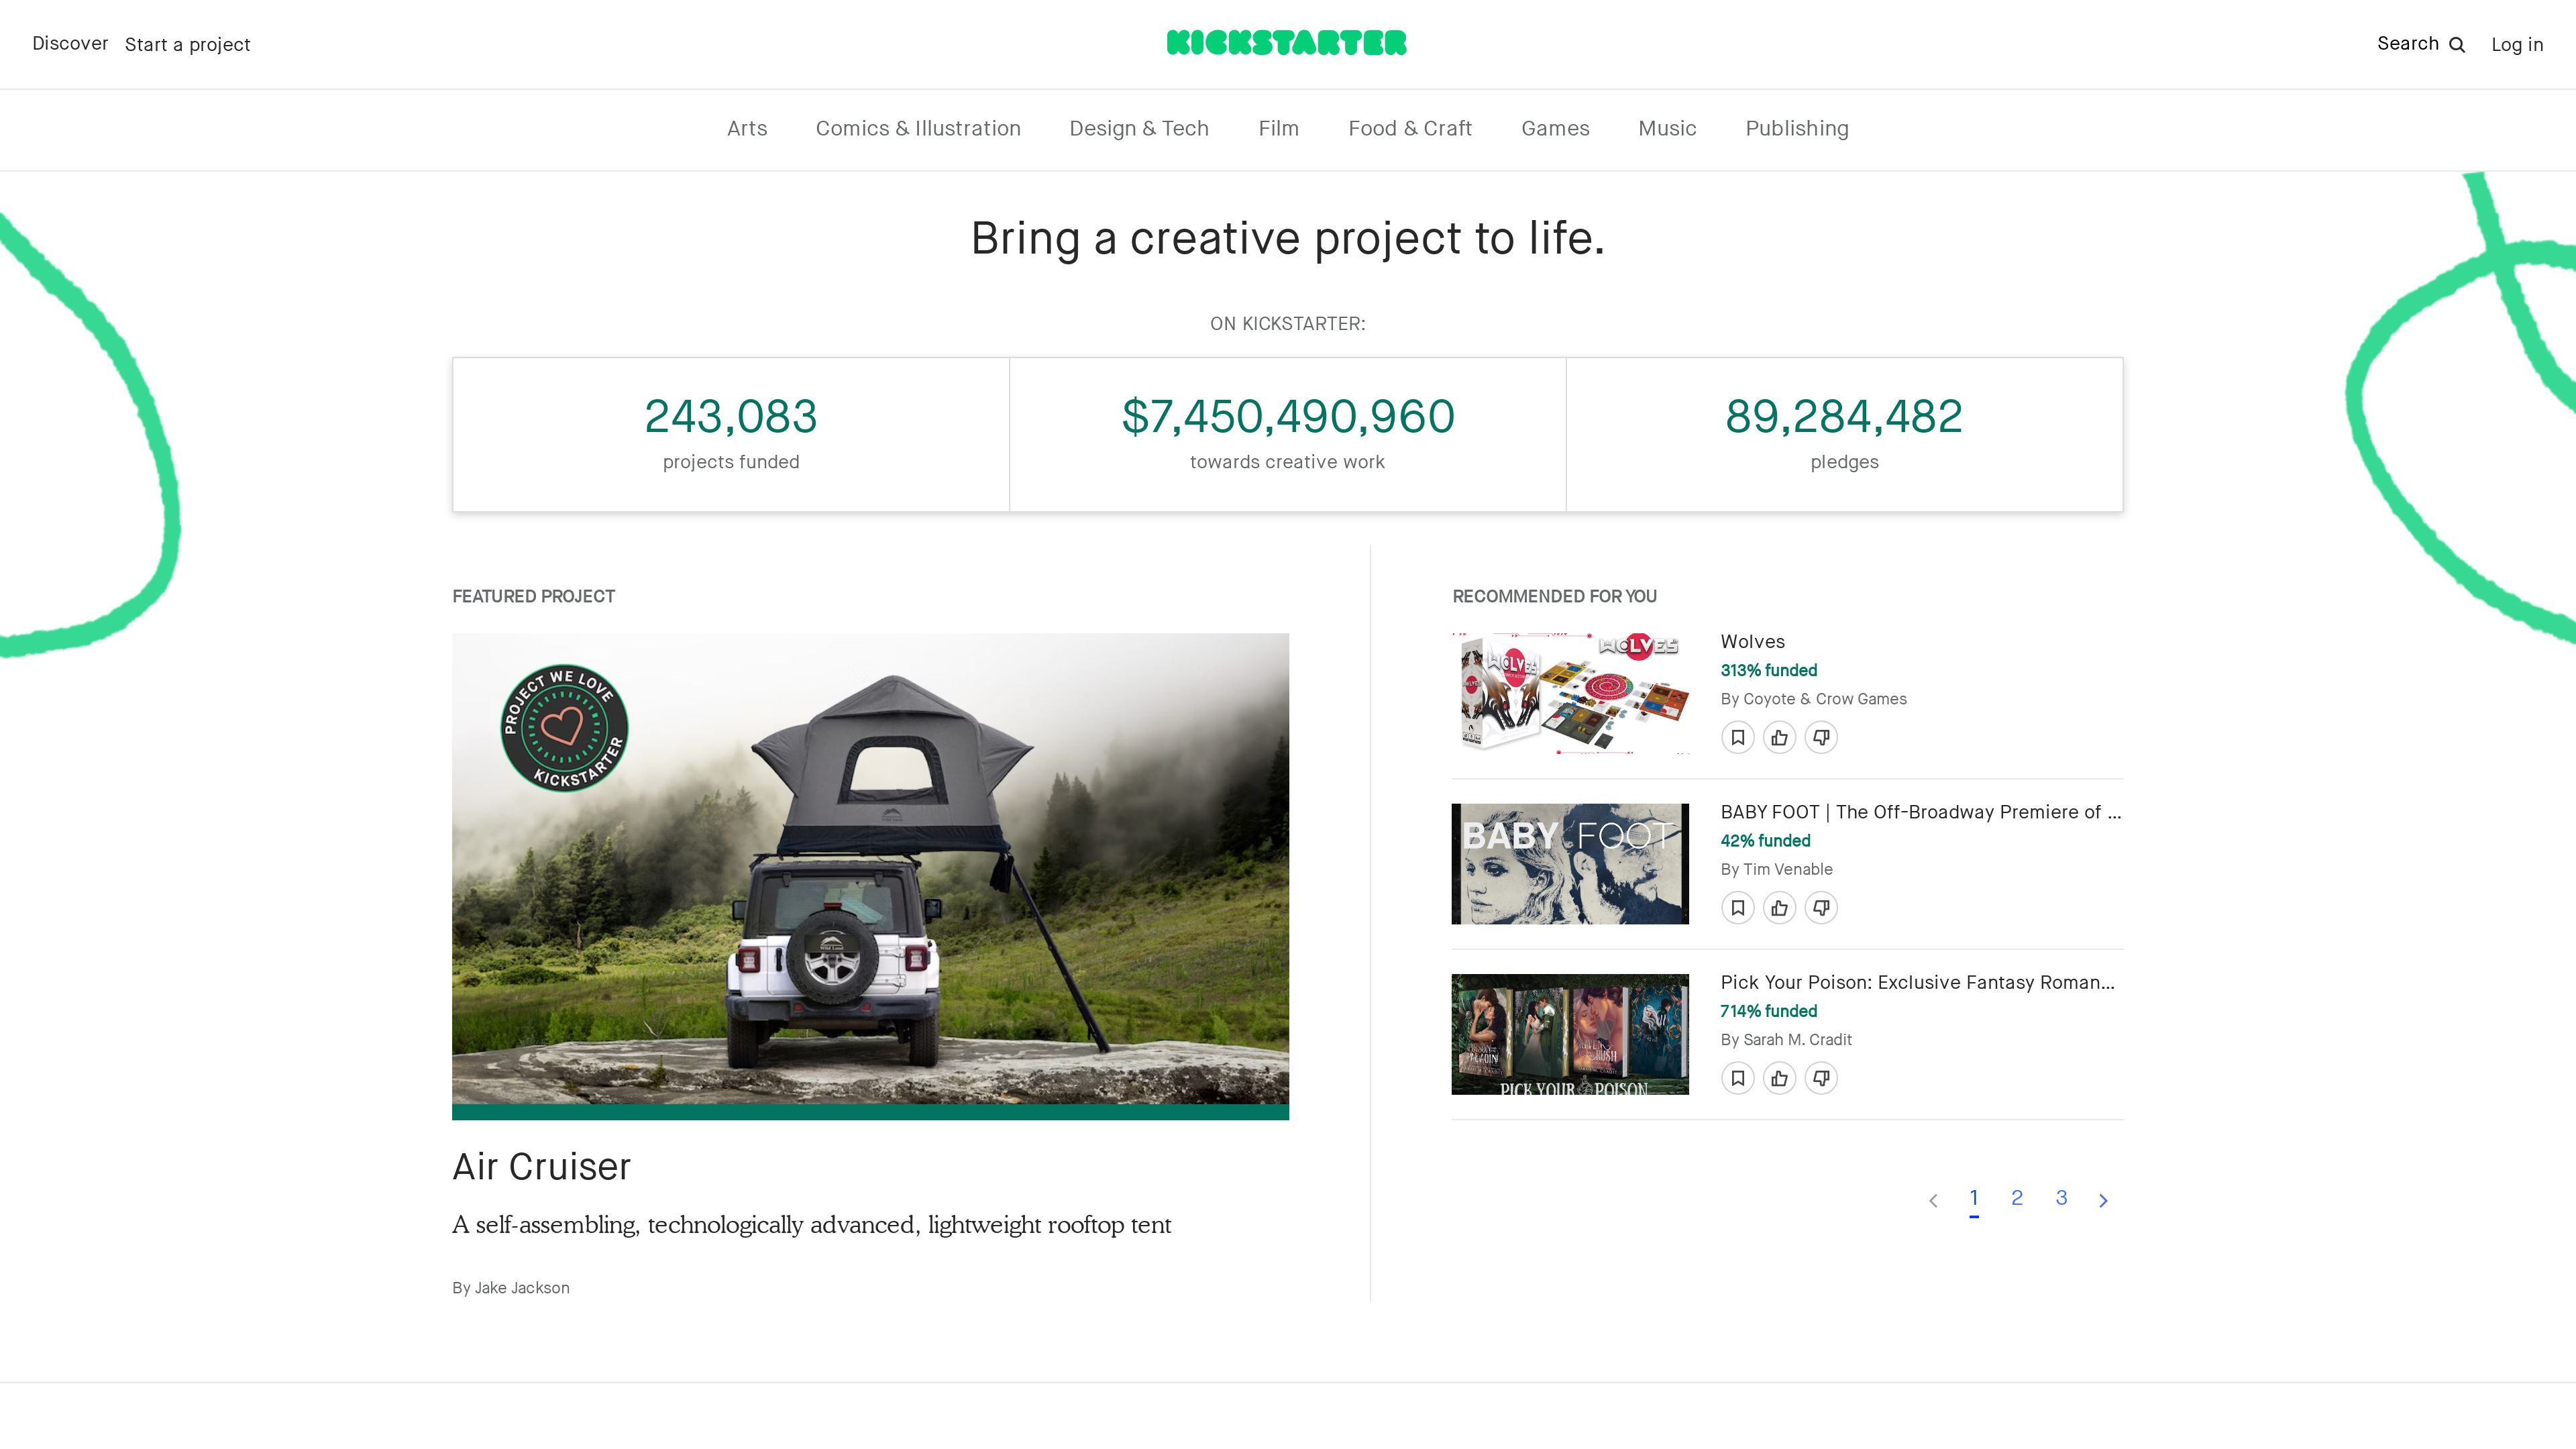 Discover
Start a project
KICKSTARTER
Search
Log in
Arts
Comics & Illustration
Design & Tech
Film
Food & Craft
Games
Music
Publishing
Bring a creative project to life.
ON KICKSTARTER:
243,083
projects funded
$7,450,490,960
towards creative work
89,284,482
pledges
FEATURED PROJECT
PROJECT WE LOVE
KICKSTARTER
Air Cruiser
A self-assembling, technologically advanced, lightweight rooftop tent
By Jake Jackson
RECOMMENDED FOR YOU
WOLVES
WOLVES
Wolves
313% funded
By Coyote & Crow Games
BABY FOOT
BABY FOOT | The Off-Broadway Premiere of ...
42% funded
By Tim Venable
PICK YOUR POISON
Pick Your Poison: Exclusive Fantasy Roman...
714% funded
By Sarah M. Cradit
1
2
3